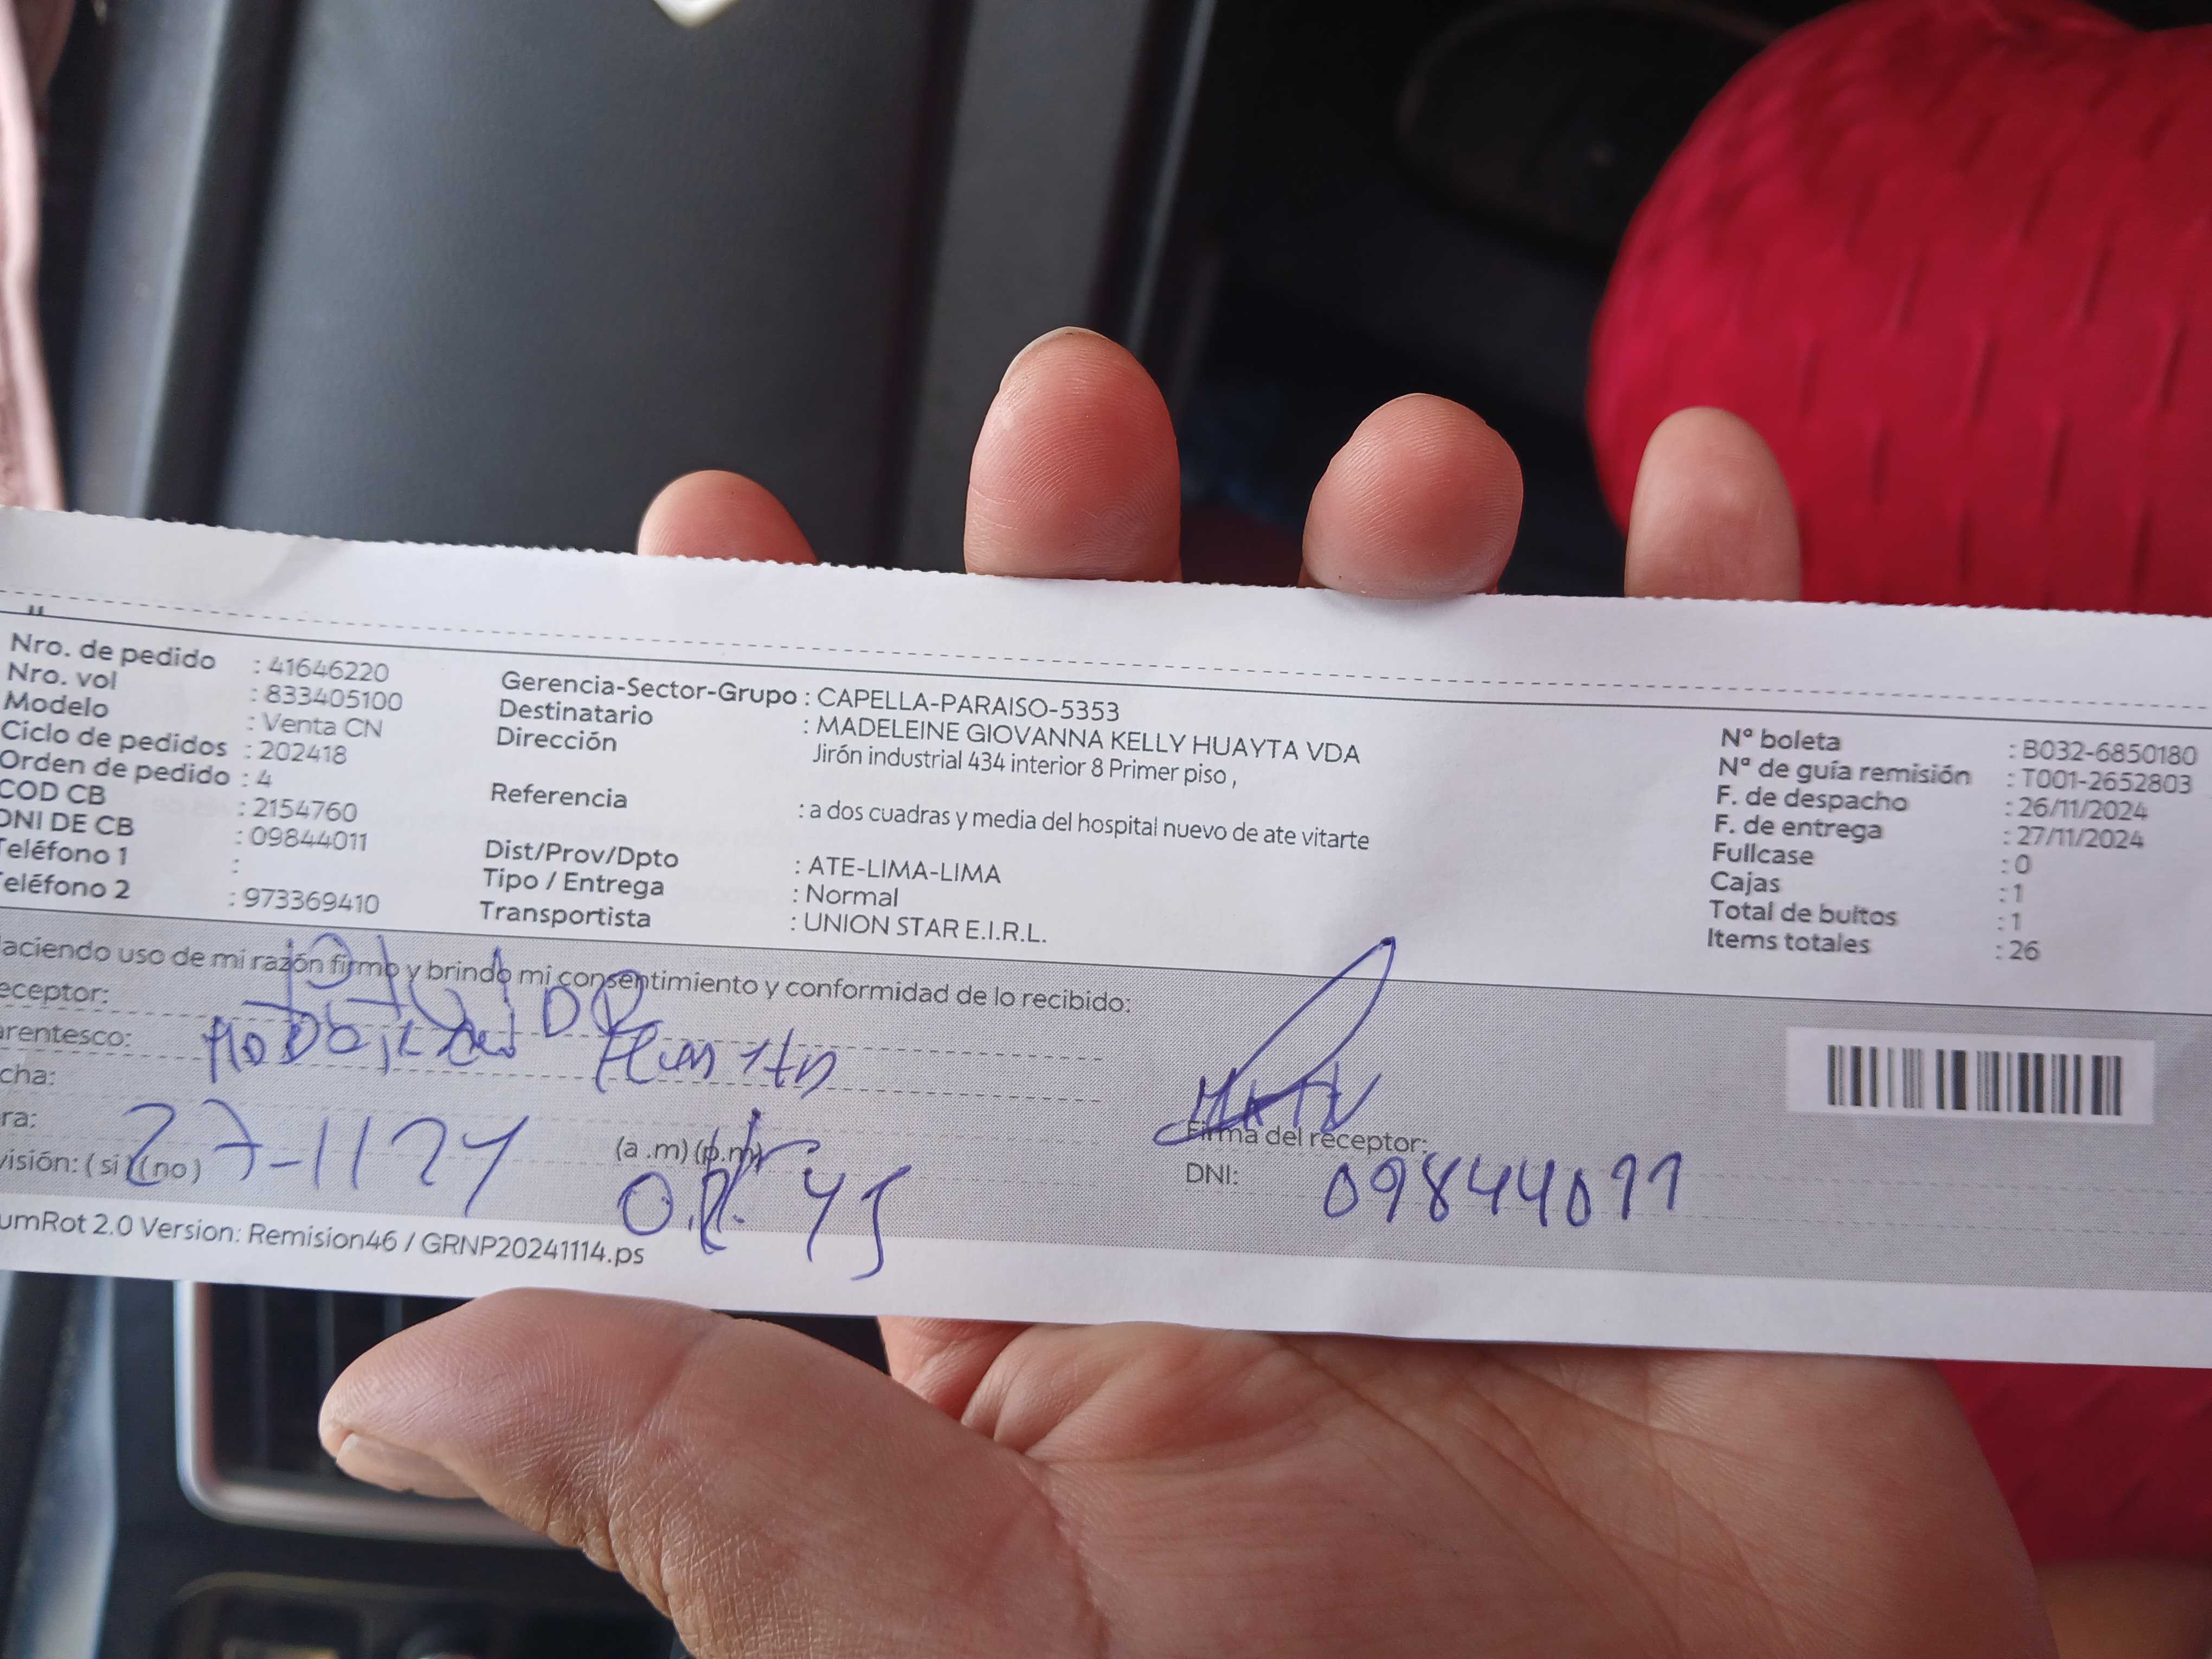 Nro. de pedido : 41646220
Nro. vol : 833405100
Modelo : Venta CN
Ciclo de pedidos : 202418
Orden de pedido : 4
COD CB : 2154760
DNI DE CB : 09844011
Teléfono 1 :
Teléfono 2 : 973369410
Gerencia-Sector-Grupo : CAPELLA-PARAISO-5353
Destinatario : MADELEINE GIOVANNA KELLY HUAYTA VDA
Dirección Jirón industrial 434 interior 8 Primer piso ,
Referencia : a dos cuadras y media del hospital nuevo de ate vitarte
Dist/Prov/Dpto : ATE-LIMA-LIMA
Tipo / Entrega : Normal
Transportista : UNION STAR E.I.R.L.
Nº boleta : B032-6850180
Nª de guía remisión : T001-2652803
F. de despacho : 26/11/2024
F. de entrega : 27/11/2024
Fullcase : 0
Cajas : 1
Total de bultos : 1
Items totales : 26
aciendo uso de mi razón firmo y brindo mi consentimiento y conformidad de lo recibido:
eceptor:
arentesco:
cha:
ra: 27-1124 (a .m) (p.m)
visión: ( si ) ( no )
Firma del receptor:
DNI: 09844011
umRot 2.0 Version: Remision46 / GRNP20241114.ps